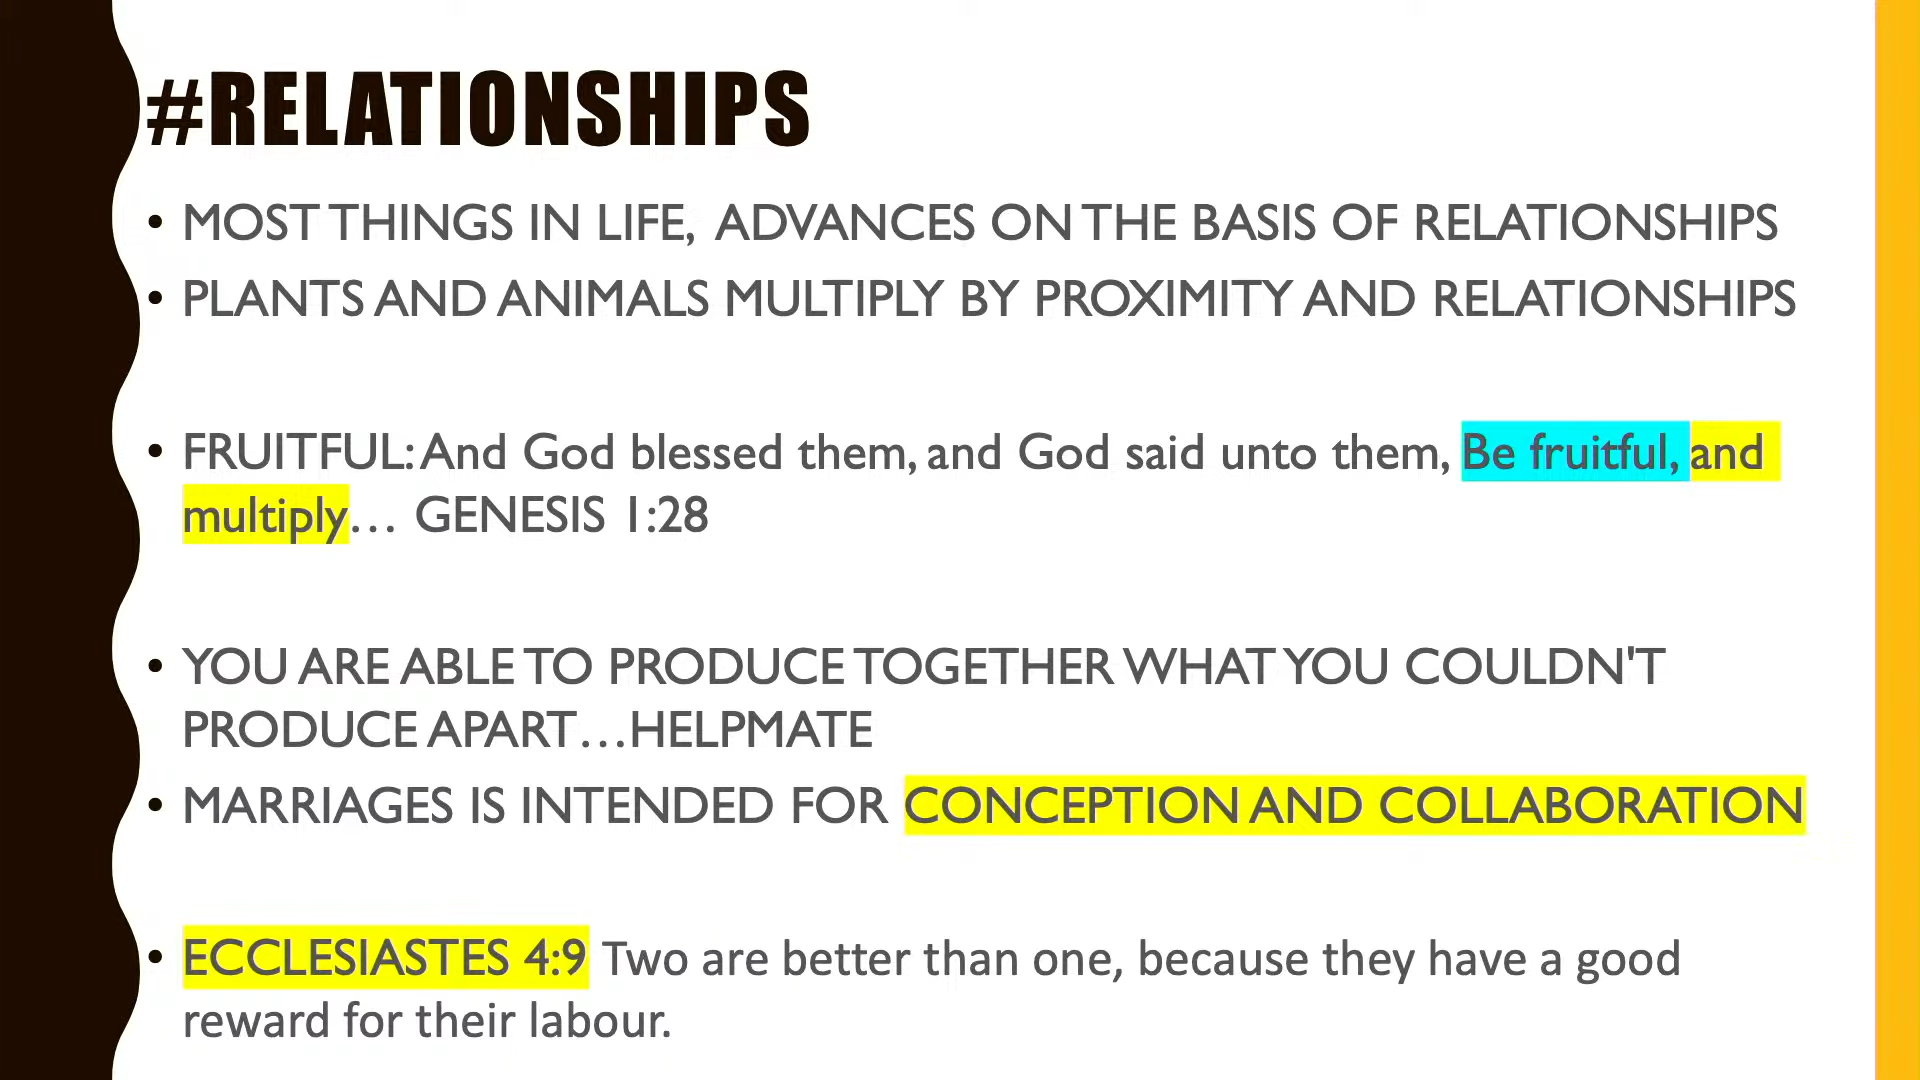 #RELATIONSHIPS
• MOST THINGS IN LIFE, ADVANCES ON THE BASIS OF RELATIONSHIPS
• PLANTS AND ANIMALS MULTIPLY BY PROXIMITY AND RELATIONSHIPS
• FRUITFUL: And God blessed them, and God said unto them, Be fruitful, and
multiply… GENESIS 1:28
• YOU ARE ABLE TO PRODUCE TOGETHER WHAT YOU COULDN'T
PRODUCE APART…HELPMATE
• MARRIAGES IS INTENDED FOR CONCEPTION AND COLLABORATION
• ECCLESIASTES 4:9 Two are better than one, because they have a good
reward for their labour.